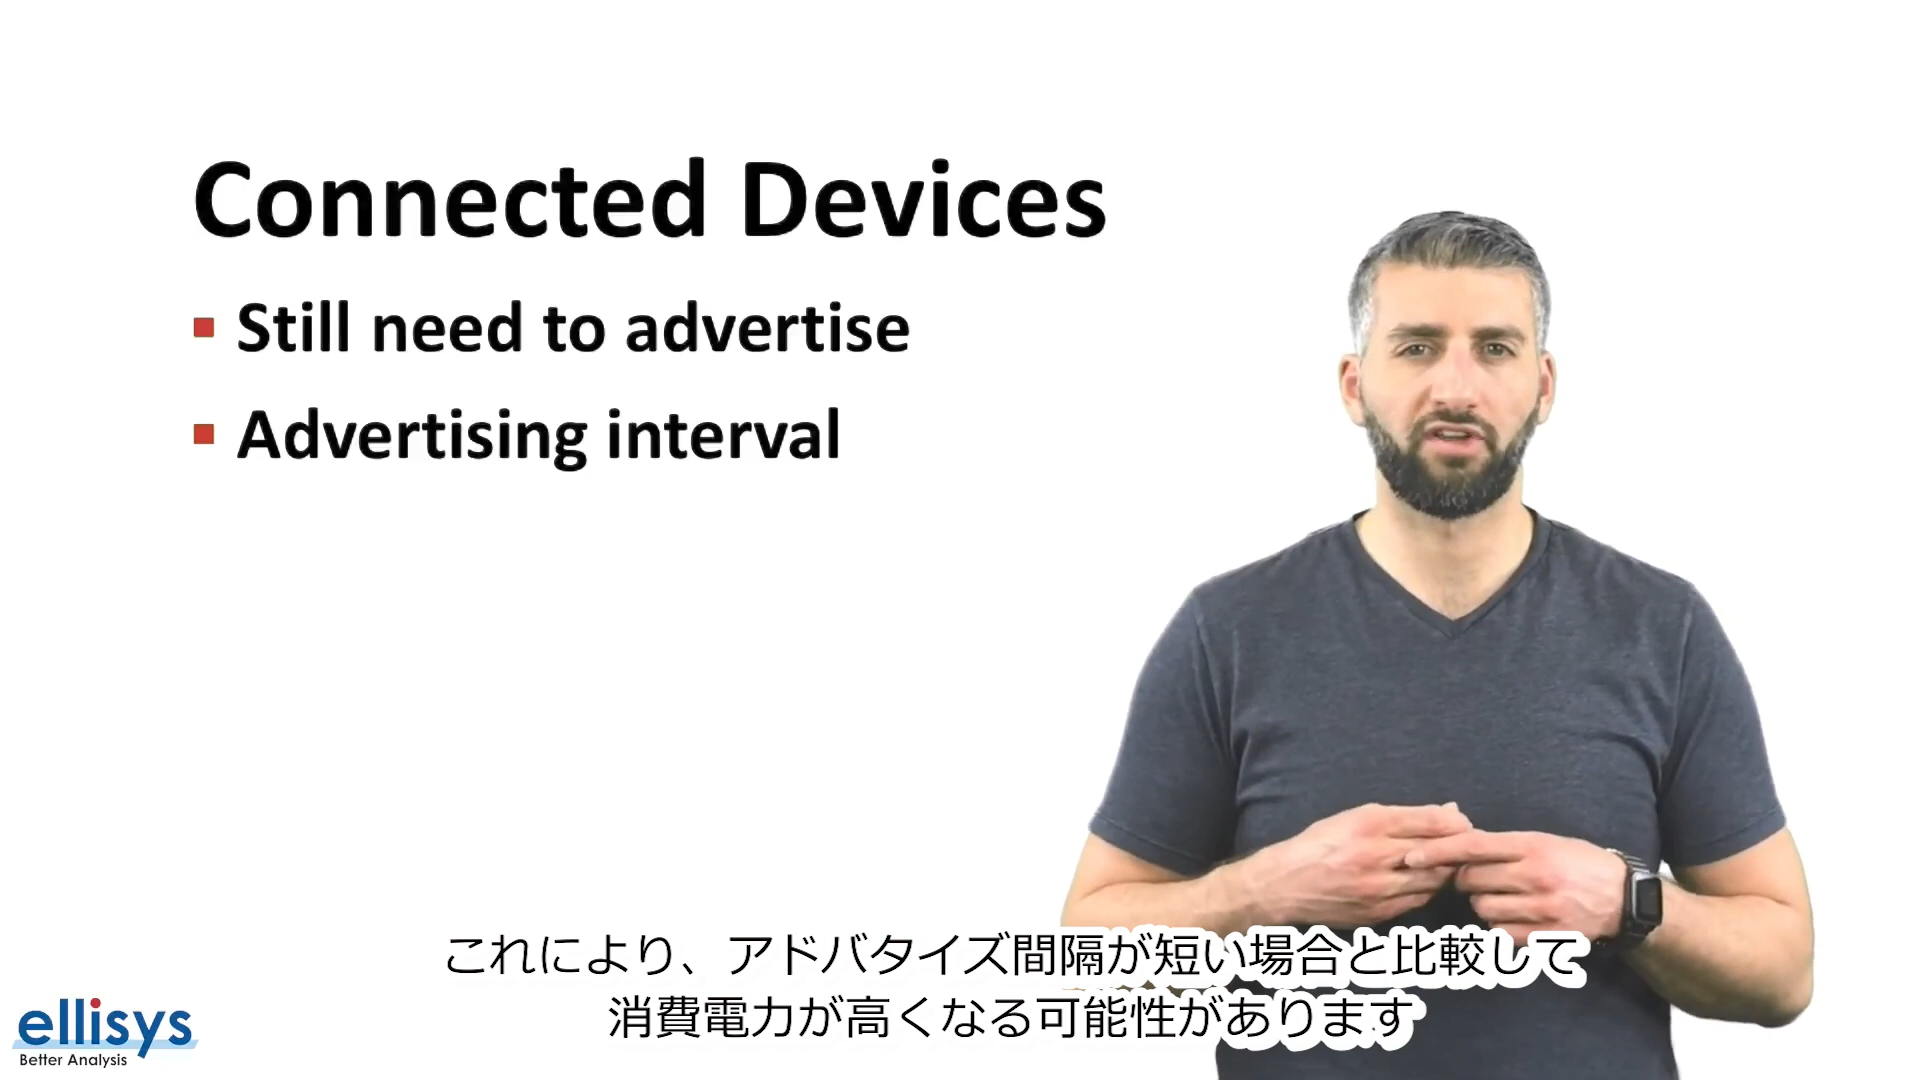 Connected Devices
Still need to advertise
Advertising interval
これにより、アドバタイズ間隔が短い場合と比較して
消費電力が高くなる可能性があります
ellisys
Better Analysis